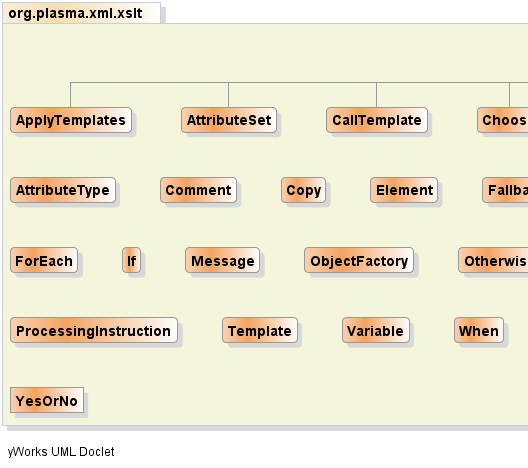 org.plasma.xml.xslt
ApplyTemplates AttributeSet CallTemplate Choos
AttributeType Comment Copy Element Fallba
ForEach If Message ObjectFactory Otherwis
ProcessingInstruction Template Variable When
YesOrNo
yWorks UML Doclet